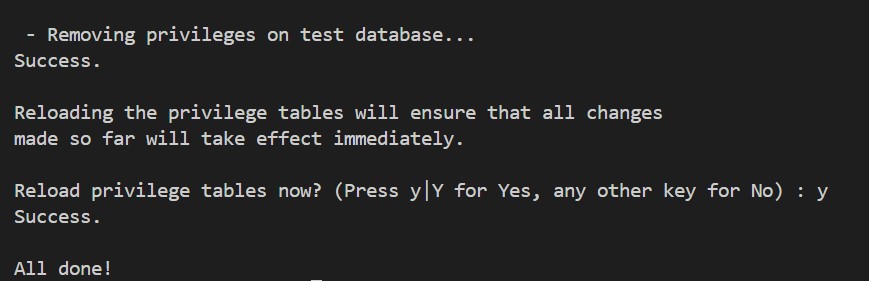 - Removing privileges on test database...
Success.
Reloading the privilege tables will ensure that all changes
made so far will take effect immediately.
Reload privilege tables now? (Press y|Y for Yes, any other key for No) : y
Success.
All done!